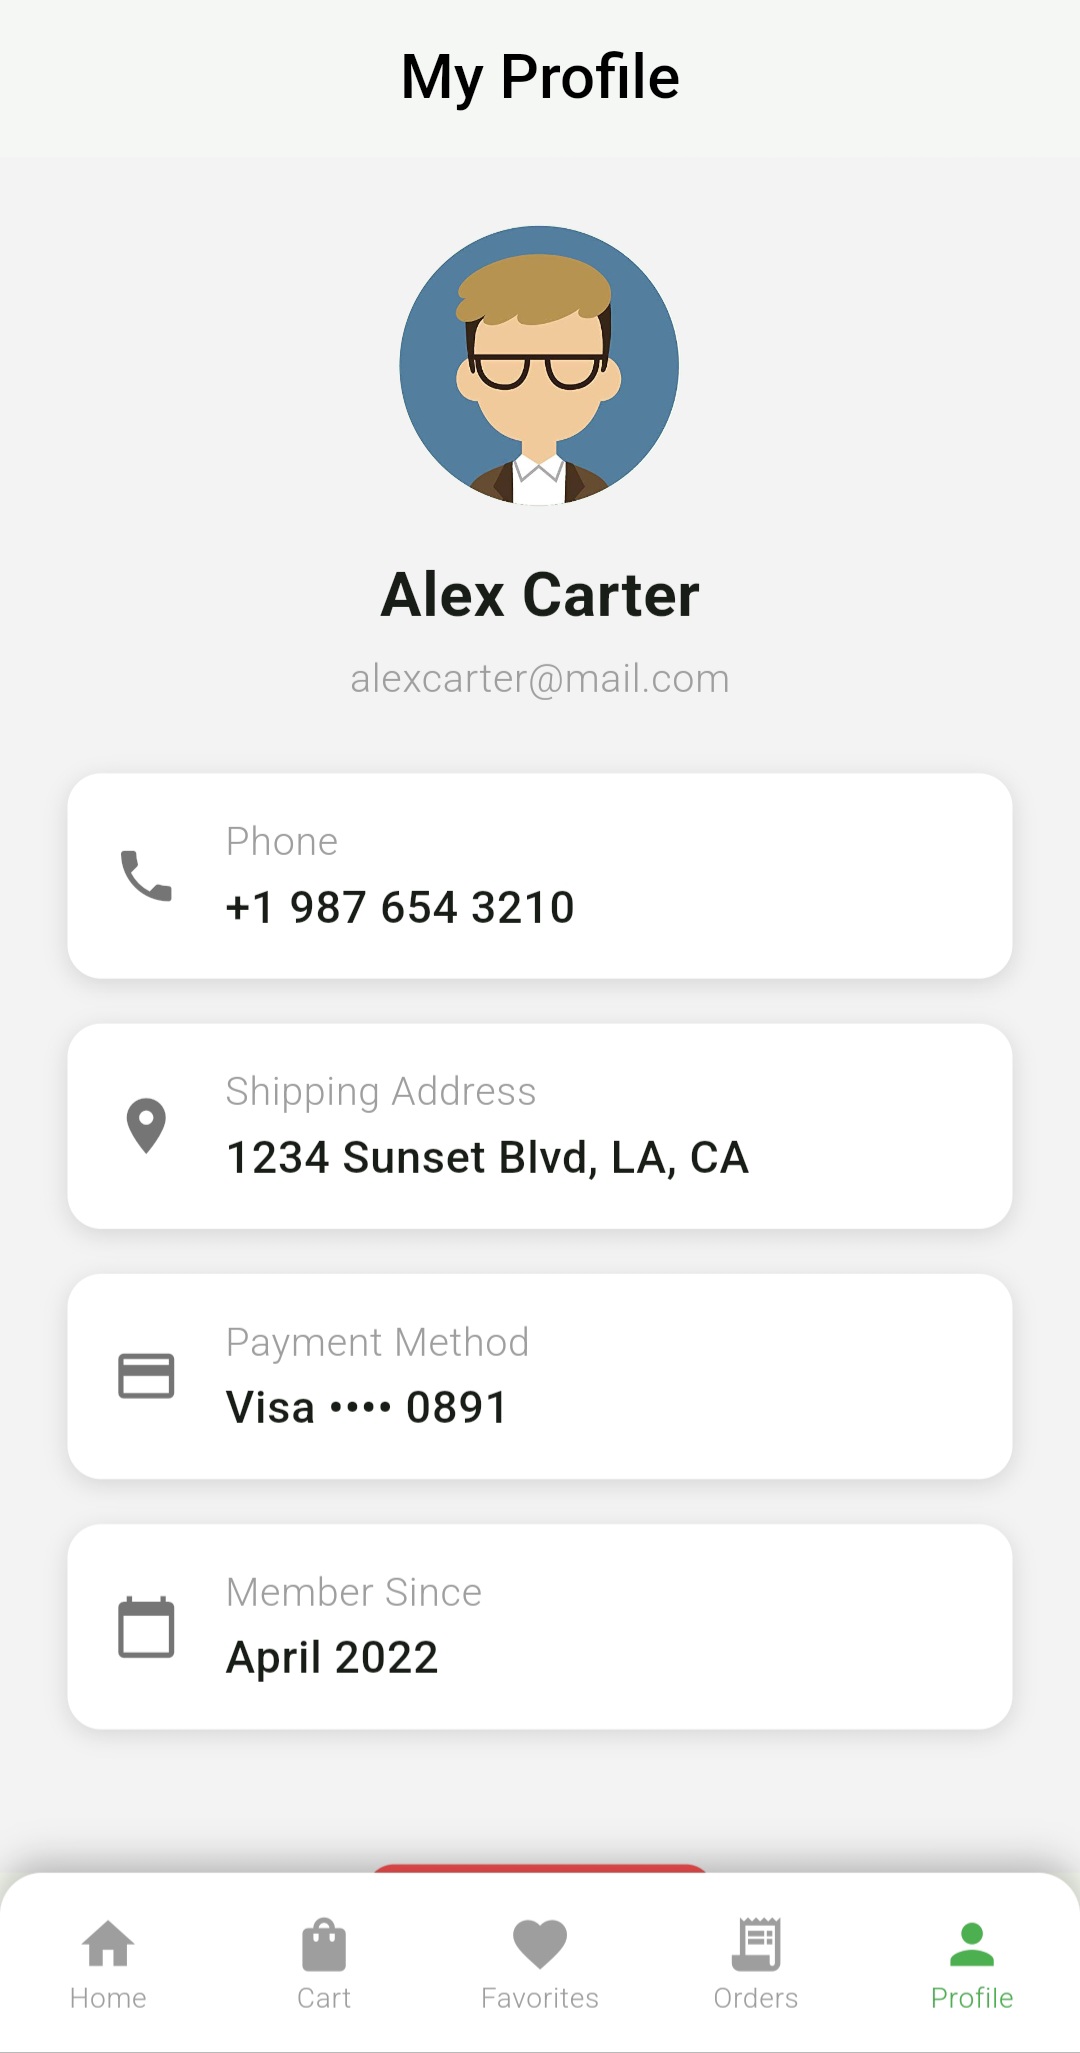 My Profile
Alex Carter
alexcarter@mail.com
Phone
+1 987 654 3210
Shipping Address
1234 Sunset Blvd, LA, CA
Payment Method
Visa •••• 0891
Member Since
April 2022
Home
Cart
Favorites
Orders
Profile